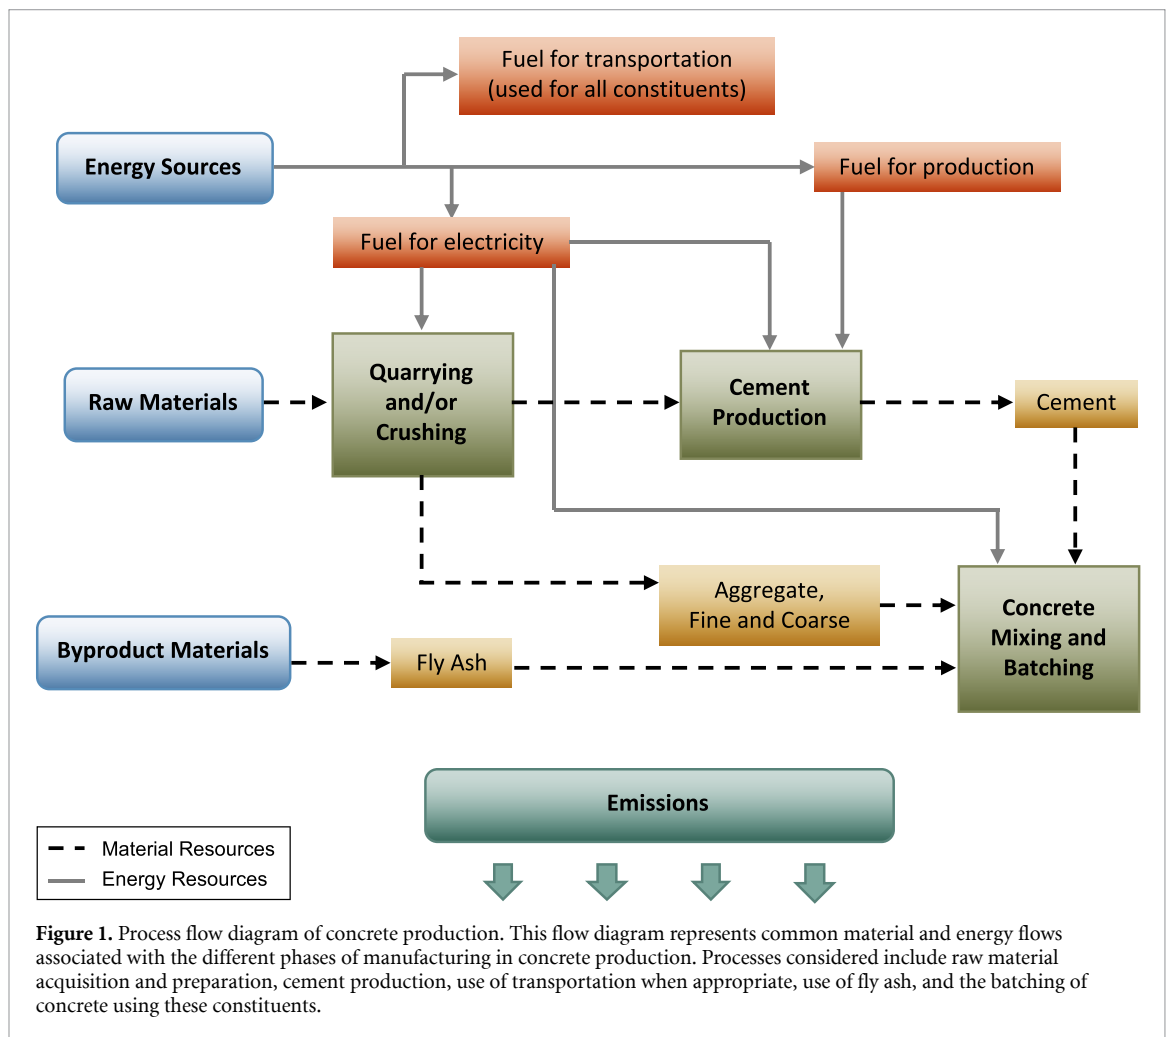 Fuel for transportation
(used for all constituents)
Energy Sources
Fuel for production
Fuel for electricity
Quarrying
and/or
Crushing
Cement
Production
Raw Materials
Cement
Aggregate,
Fine and Coarse
Concrete
Mixing and
Batching
Byproduct Materials
Fly Ash
Emissions
Material Resources
Energy Resources
Figure 1. Process flow diagram of concrete production. This flow diagram represents common material and energy flows
associated with the different phases of manufacturing in concrete production. Processes considered include raw material
acquisition and preparation, cement production, use of transportation when appropriate, use of fly ash, and the batching of
concrete using these constituents.